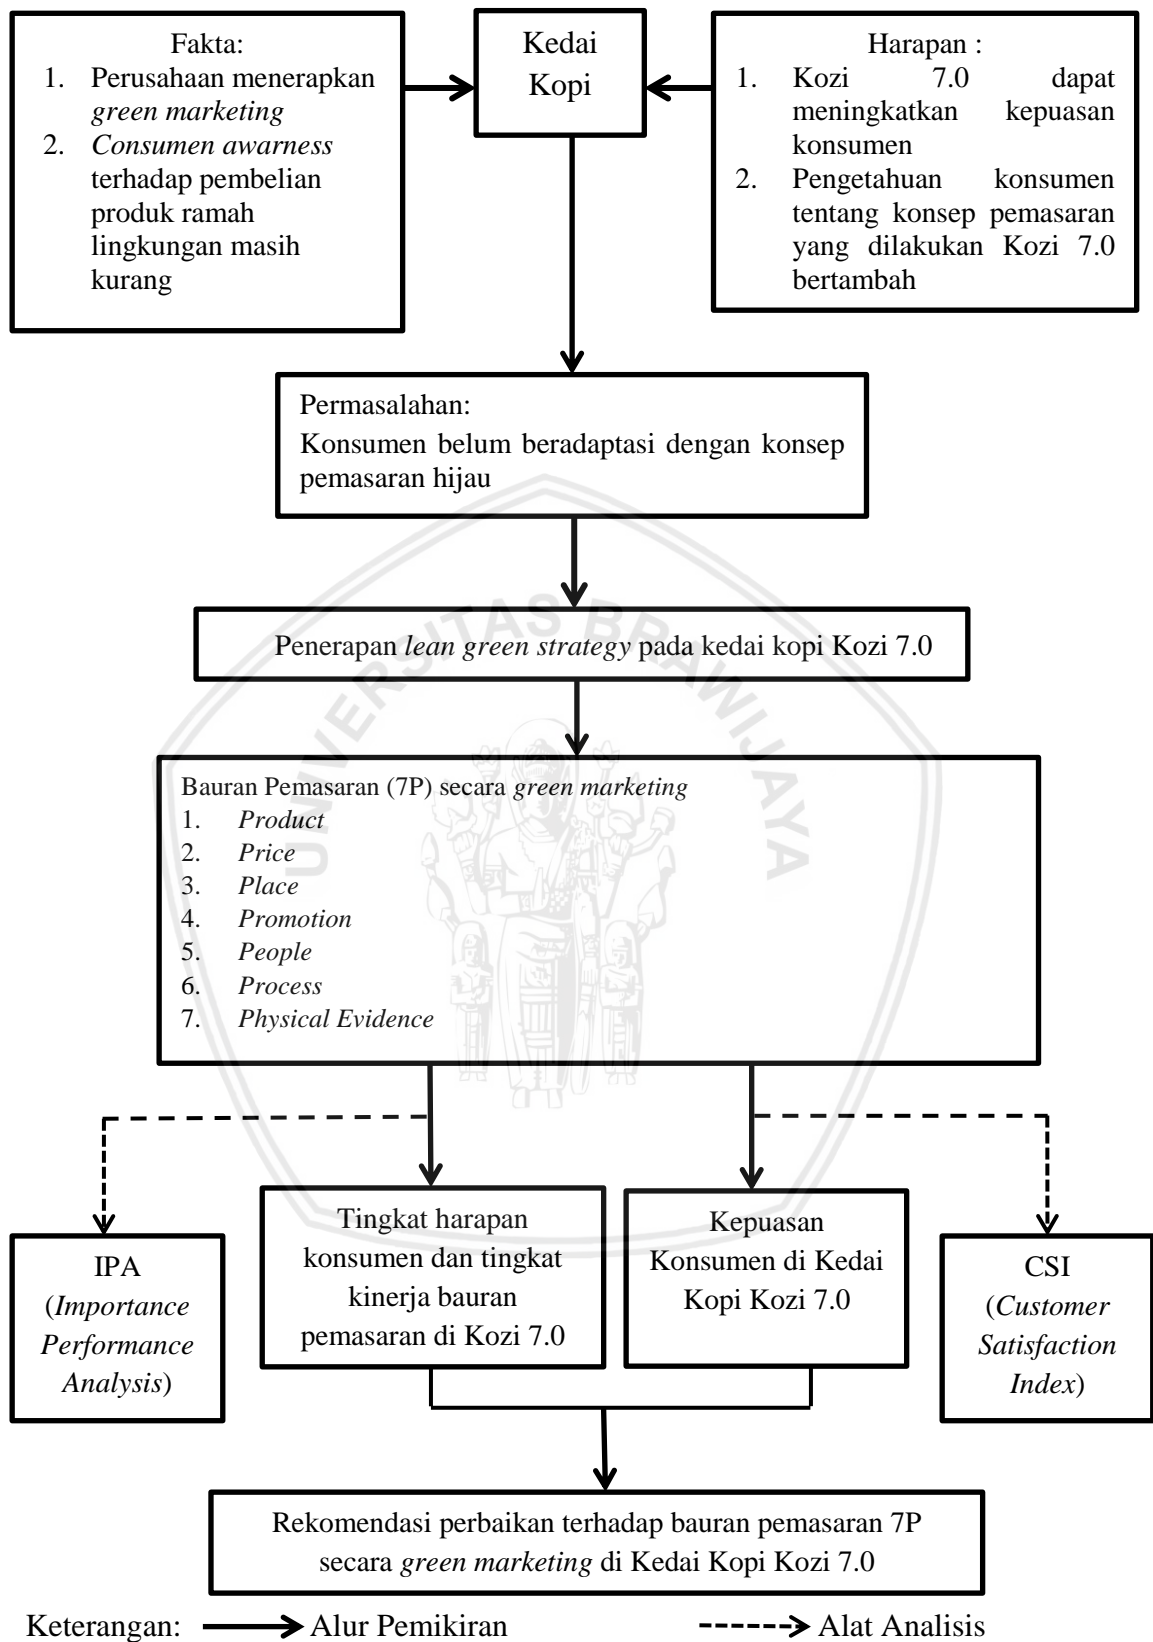 Fakta:
1. Perusahaan menerapkan
green marketing
2. Consumen awarness
terhadap pembelian
produk ramah
lingkungan masih
kurang
Kedai
Kopi
Harapan :
1. Kozi 7.0 dapat
meningkatkan kepuasan
konsumen
2. Pengetahuan konsumen
tentang konsep pemasaran
yang dilakukan Kozi 7.0
bertambah
Permasalahan:
Konsumen belum beradaptasi dengan konsep
pemasaran hijau
UNIVERSITAS BRAWIJAYA
Penerapan lean green strategy pada kedai kopi Kozi 7.0
Bauran Pemasaran (7P) secara green marketing
1. Product
2. Price
3. Place
4. Promotion
5. People
6. Process
7. Physical Evidence
IPA
(Importance
Performance
Analysis)
Tingkat harapan
konsumen dan tingkat
kinerja bauran
pemasaran di Kozi 7.0
Kepuasan
Konsumen di Kedai
Kopi Kozi 7.0
CSI
(Customer
Satisfaction
Index)
Rekomendasi perbaikan terhadap bauran pemasaran 7P
secara green marketing di Kedai Kopi Kozi 7.0
Keterangan: Alur Pemikiran Alat Analisis